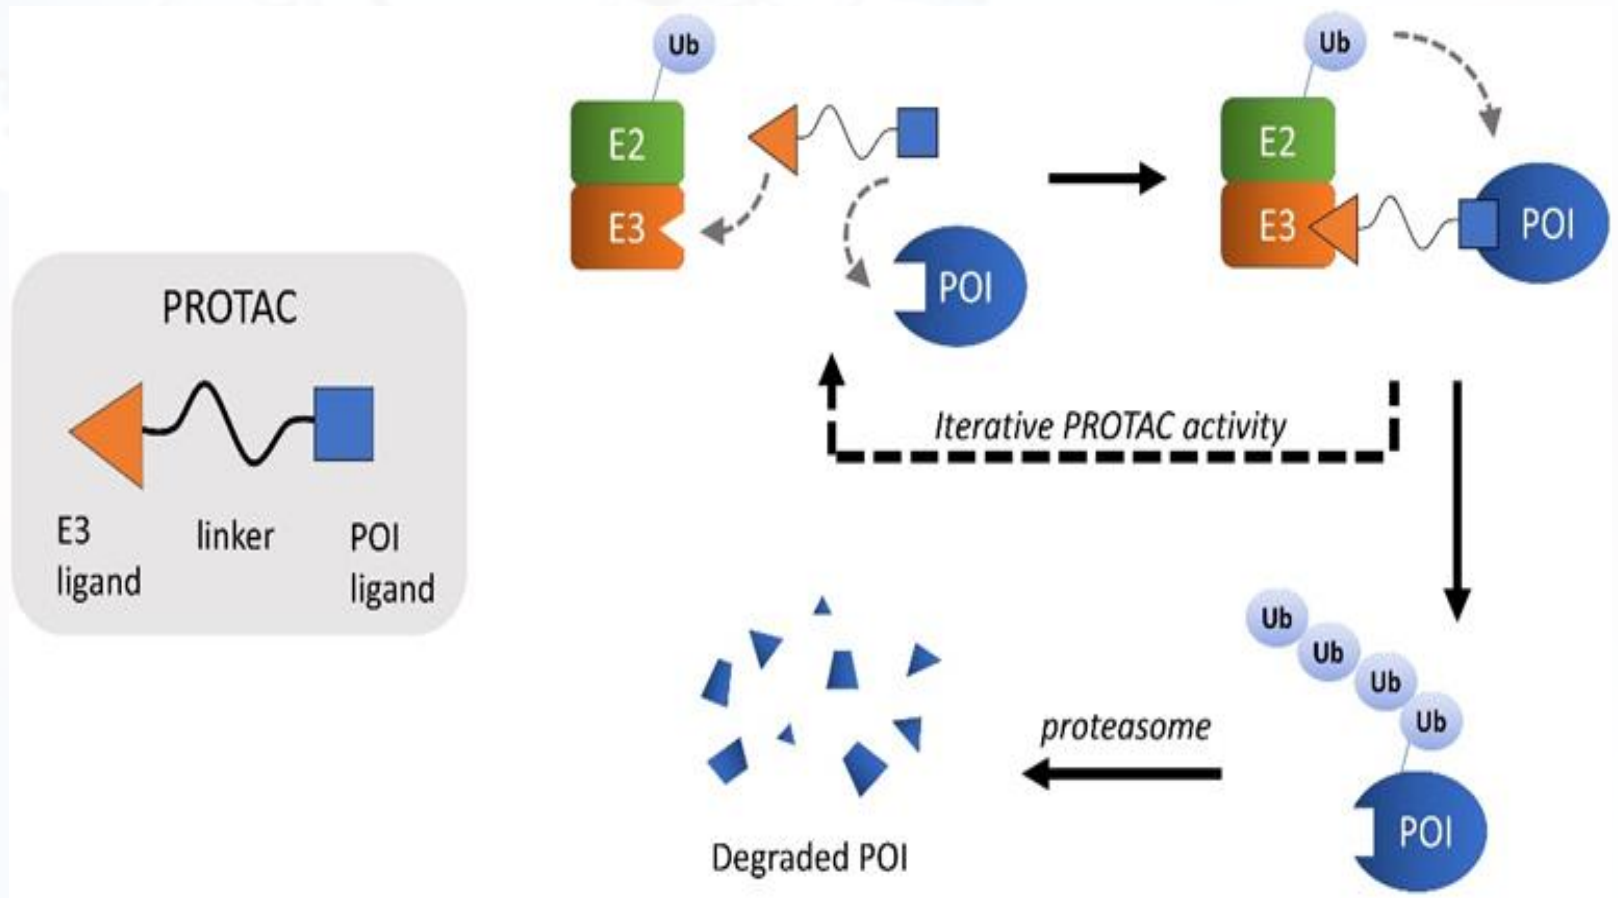 PROTAC
E3
ligand
linker
POI
ligand
Ub
E2
E3
POI
Ub
E2
E3
POI
Iterative PROTAC activity
Ub
Ub
Ub
Ub
POI
proteasome
Degraded POI